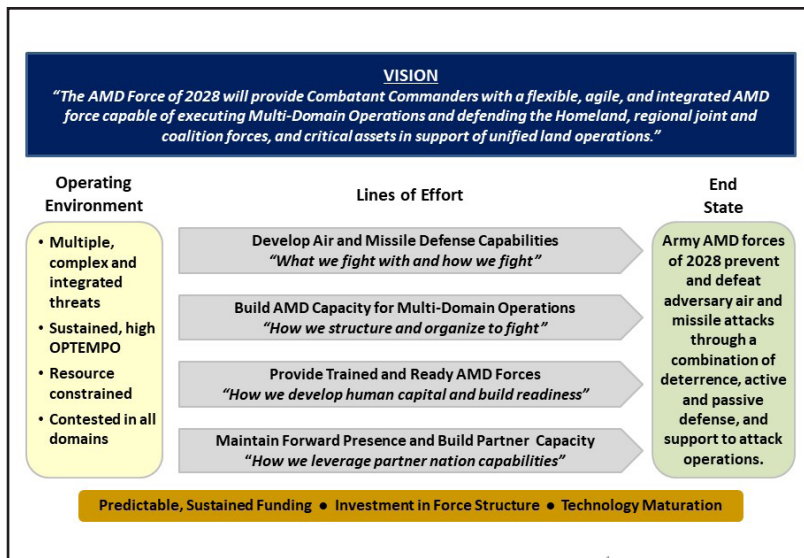 VISION
“The AMD Force of 2028 will provide Combatant Commanders with a flexible, agile, and integrated AMD
force capable of executing Multi-Domain Operations and defending the Homeland, regional joint and
coalition forces, and critical assets in support of unified land operations.”
Operating
Environment
• Multiple,
complex and
integrated
threats
• Sustained, high
OPTEMPO
• Resource
constrained
• Contested in all
domains
Lines of Effort
Develop Air and Missile Defense Capabilities
“What we fight with and how we fight”
Build AMD Capacity for Multi-Domain Operations
“How we structure and organize to fight”
Provide Trained and Ready AMD Forces
“How we develop human capital and build readiness”
Maintain Forward Presence and Build Partner Capacity
“How we leverage partner nation capabilities”
End
State
Army AMD forces
of 2028 prevent
and defeat
adversary air and
missile attacks
through a
combination of
deterrence, active
and passive
defense, and
support to attack
operations.
Predictable, Sustained Funding ● Investment in Force Structure ● Technology Maturation